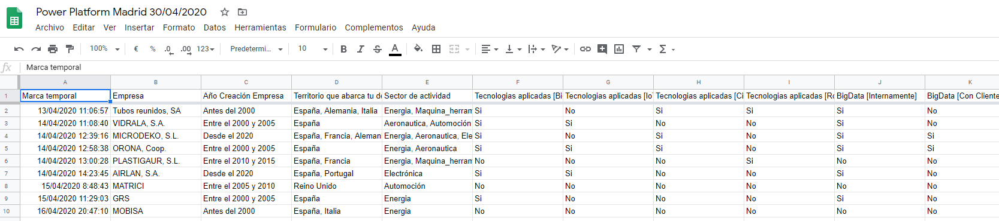 Power Platform Madrid 30/04/2020
Archivo Editar Ver Insertar Formato Datos Herramientas Formulario Complementos Ayuda
100% € % .0 .00 123 Predetermi... 10 B I S A Σ
fx Marca temporal
A B C D E F G H I J K
1 Marca temporal Empresa Año Creación Empresa Territorio que abarca tu de Sector de actividad Tecnologias aplicadas [Bi Tecnologias aplicadas [IoT Tecnologias aplicadas [Ci Tecnologias aplicadas [Ro BigData [Internamente] BigData [Con Cliente
2 13/04/2020 11:06:57 Tubos reunidos, SA Antes del 2000 España, Alemania, Italia Energia, Maquina_herram Si No Si Si Si No
3 14/04/2020 11:08:40 VIDRALA, S.A. Entre el 2000 y 2005 España Aeronautica, Automoción Si Si No No Si No
4 14/04/2020 12:39:16 MICRODEKO, S.L. Desde el 2020 España, Francia, Aleman Energia, Aeronautica, Ele Si No Si No Si Si
5 14/04/2020 12:58:38 ORONA, Coop. Entre el 2000 y 2005 España Energia, Aeronautica Si Si Si No Si No
6 14/04/2020 13:00:28 PLASTIGAUR, S.L. Entre el 2010 y 2015 España, Francia Energia, Maquina_herram No No No Si No No
7 14/04/2020 14:23:45 AIRLAN, S.A. Desde el 2020 España, Portugal Electrónica Si Si No No Si No
8 15/04/2020 8:48:43 MATRICI Entre el 2005 y 2010 Reino Unido Automoción No No No No No No
9 15/04/2020 11:29:03 GRS Entre el 2000 y 2005 España Energia Si No No No Si No
10 16/04/2020 20:47:10 MOBISA Antes del 2000 España, Italia Energia No No No No No No